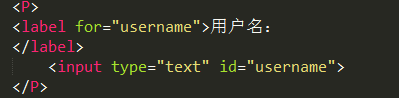 <P>
<label for="username">用户名：
</label>
<input type="text" id="username">
</P>